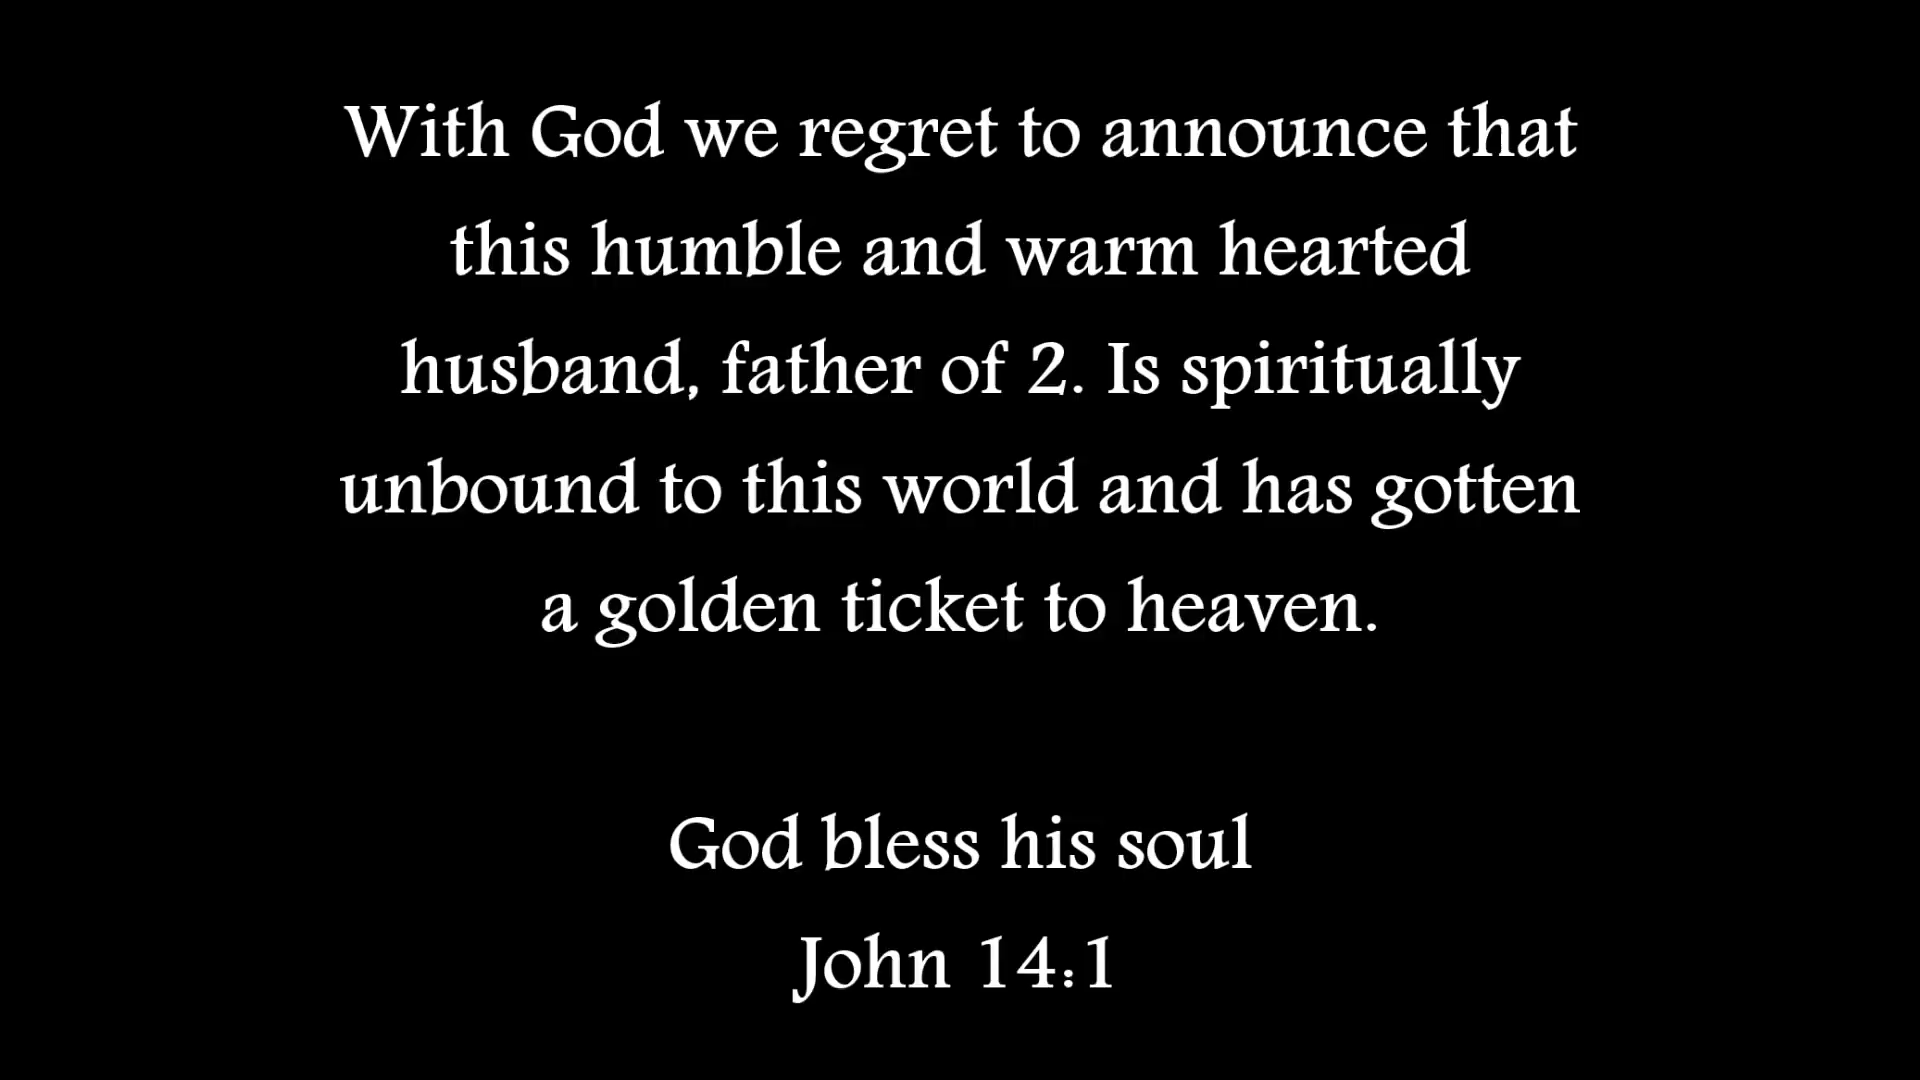 With God we regret to announce that
this humble and warm hearted
husband, father of 2. Is spiritually
unbound to this world and has gotten
a golden ticket to heaven.
God bless his soul
John 14:1